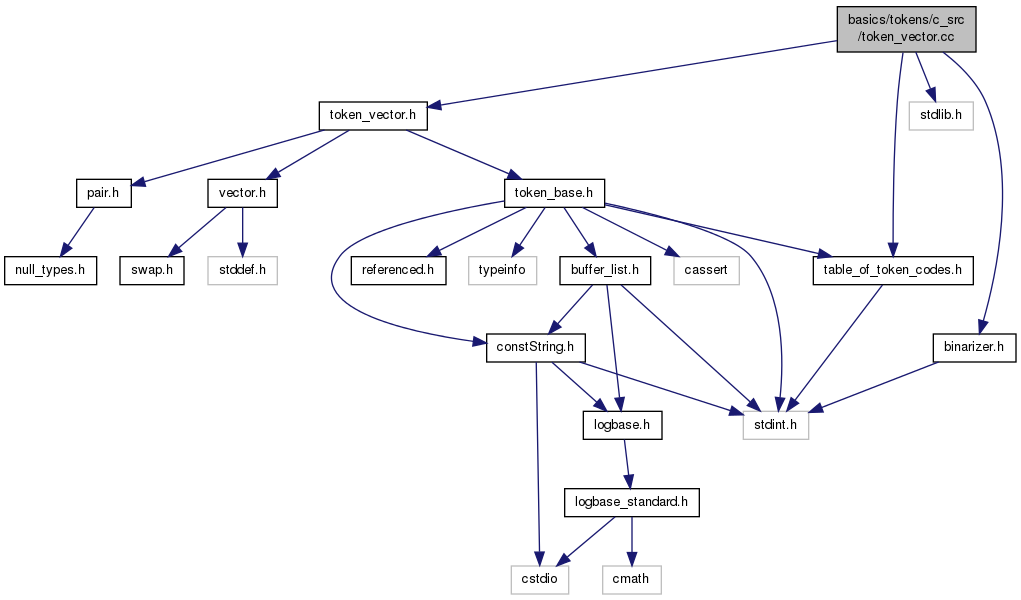 basics/tokens/c_src
/token_vector.cc
token_vector.h
stdlib.h
pair.h
vector.h
token_base.h
null_types.h
swap.h
stddef.h
referenced.h
typeinfo
buffer_list.h
cassert
table_of_token_codes.h
constString.h
binarizer.h
logbase.h
stdint.h
logbase_standard.h
cstdio
cmath